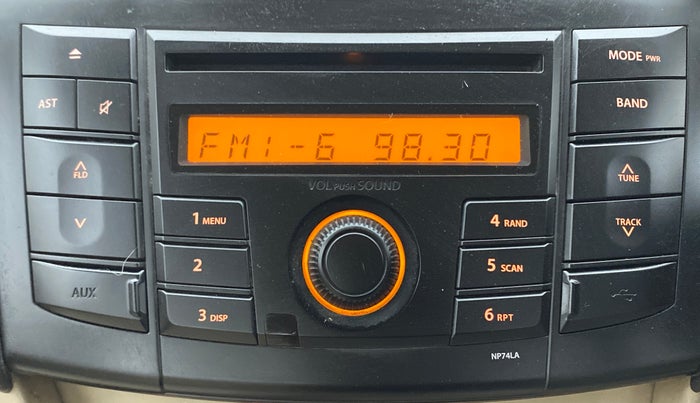 MODE PWR
AST
BAND
FM1-6 98.30
FLD
TUNE
VOL PUSH SOUND
1 MENU
4 RAND
TRACK
2
5 SCAN
AUX
3 DISP
6 RPT
NP74LA